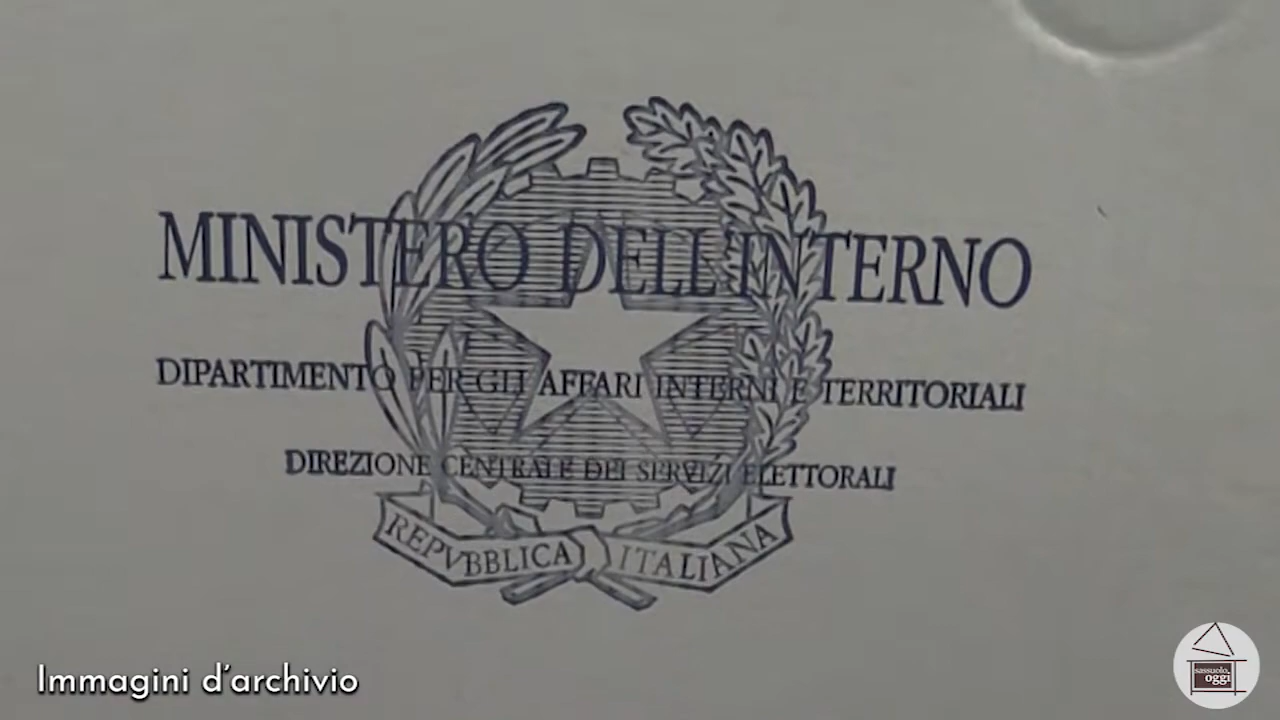 MINISTERO DELL'INTERNO
DIPARTIMENTO PER GLI AFFARI INTERNI E TERRITORIALI
DIREZIONE CENTRALE DEI SERVIZI ELETTORALI
REPVBBLICA ITALIANA
Immagini d'archivio
sassuolo
oggi